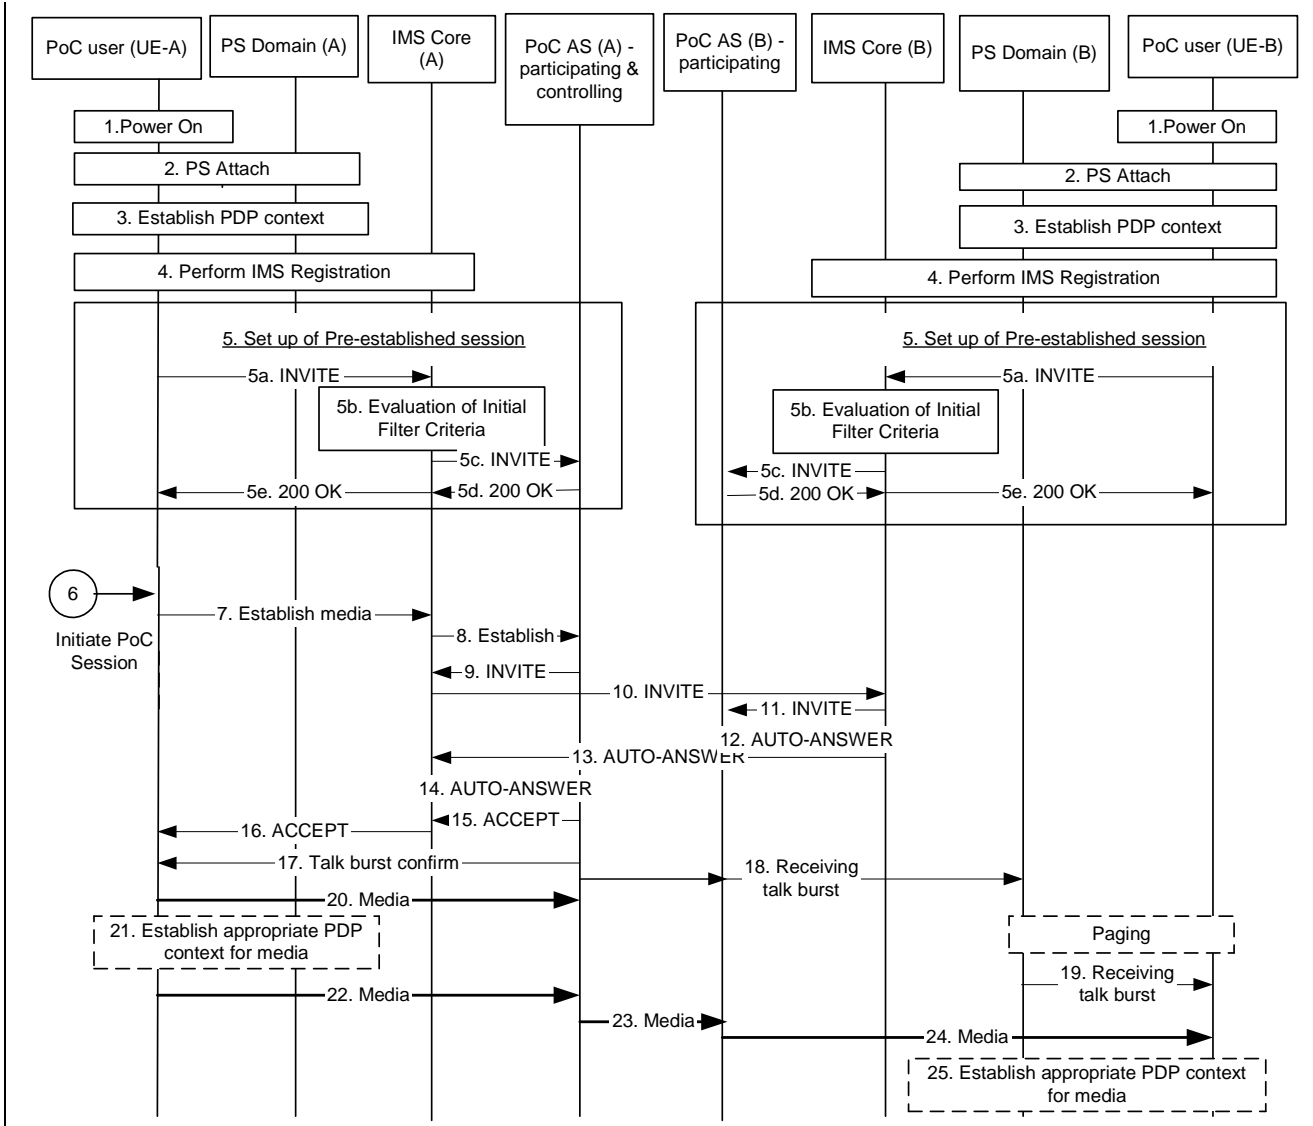 PoC user (UE-A)
PS Domain (A)
IMS Core
(A)
PoC AS (A) -
participating &
controlling
PoC AS (B) -
participating
IMS Core (B)
PS Domain (B)
PoC user (UE-B)
1.Power On
1.Power On
2. PS Attach
2. PS Attach
3. Establish PDP context
3. Establish PDP context
4. Perform IMS Registration
4. Perform IMS Registration
5. Set up of Pre-established session
5. Set up of Pre-established session
5a. INVITE
5a. INVITE
5b. Evaluation of Initial
Filter Criteria
5b. Evaluation of Initial
Filter Criteria
5c. INVITE
5c. INVITE
5e. 200 OK
5d. 200 OK
5d. 200 OK
5e. 200 OK
6
Initiate PoC
Session
7. Establish media
8. Establish
9. INVITE
10. INVITE
11. INVITE
12. AUTO-ANSWER
13. AUTO-ANSWER
14. AUTO-ANSWER
15. ACCEPT
16. ACCEPT
17. Talk burst confirm
18. Receiving
talk burst
20. Media
21. Establish appropriate PDP
context for media
Paging
19. Receiving
talk burst
22. Media
23. Media
24. Media
25. Establish appropriate PDP context
for media